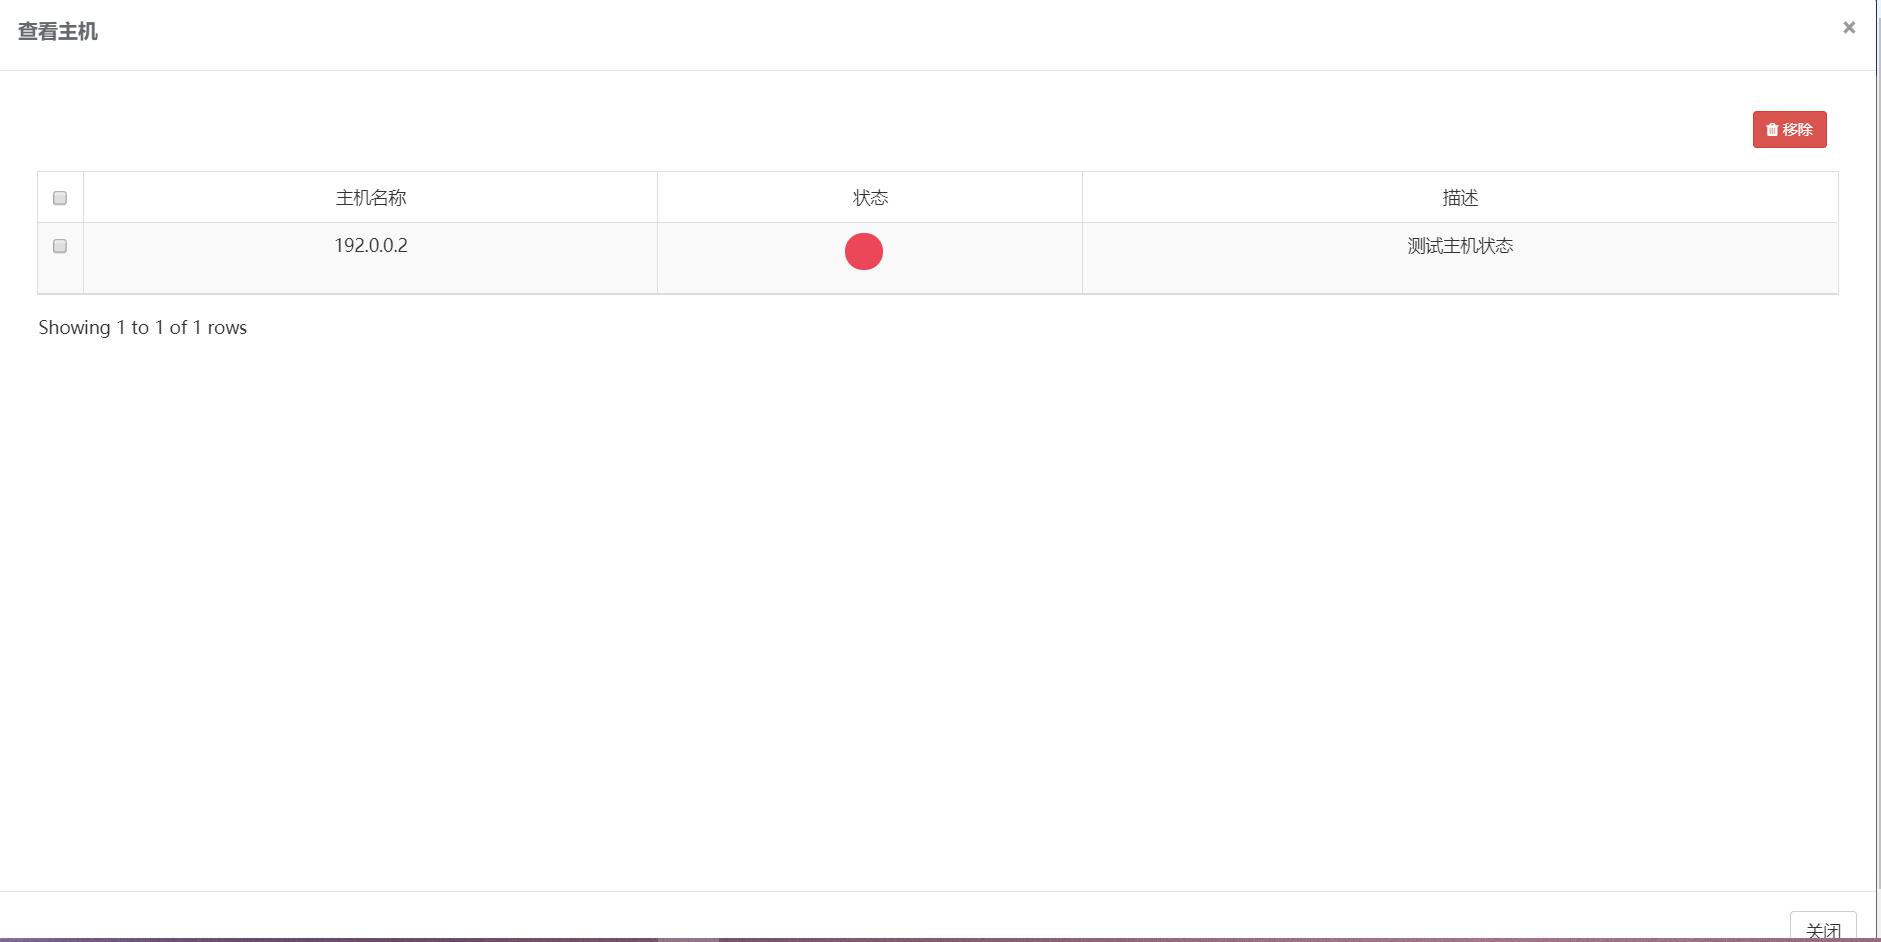 查看主机
×
移除
主机名称 状态 描述
192.0.0.2 测试主机状态
Showing 1 to 1 of 1 rows
关闭